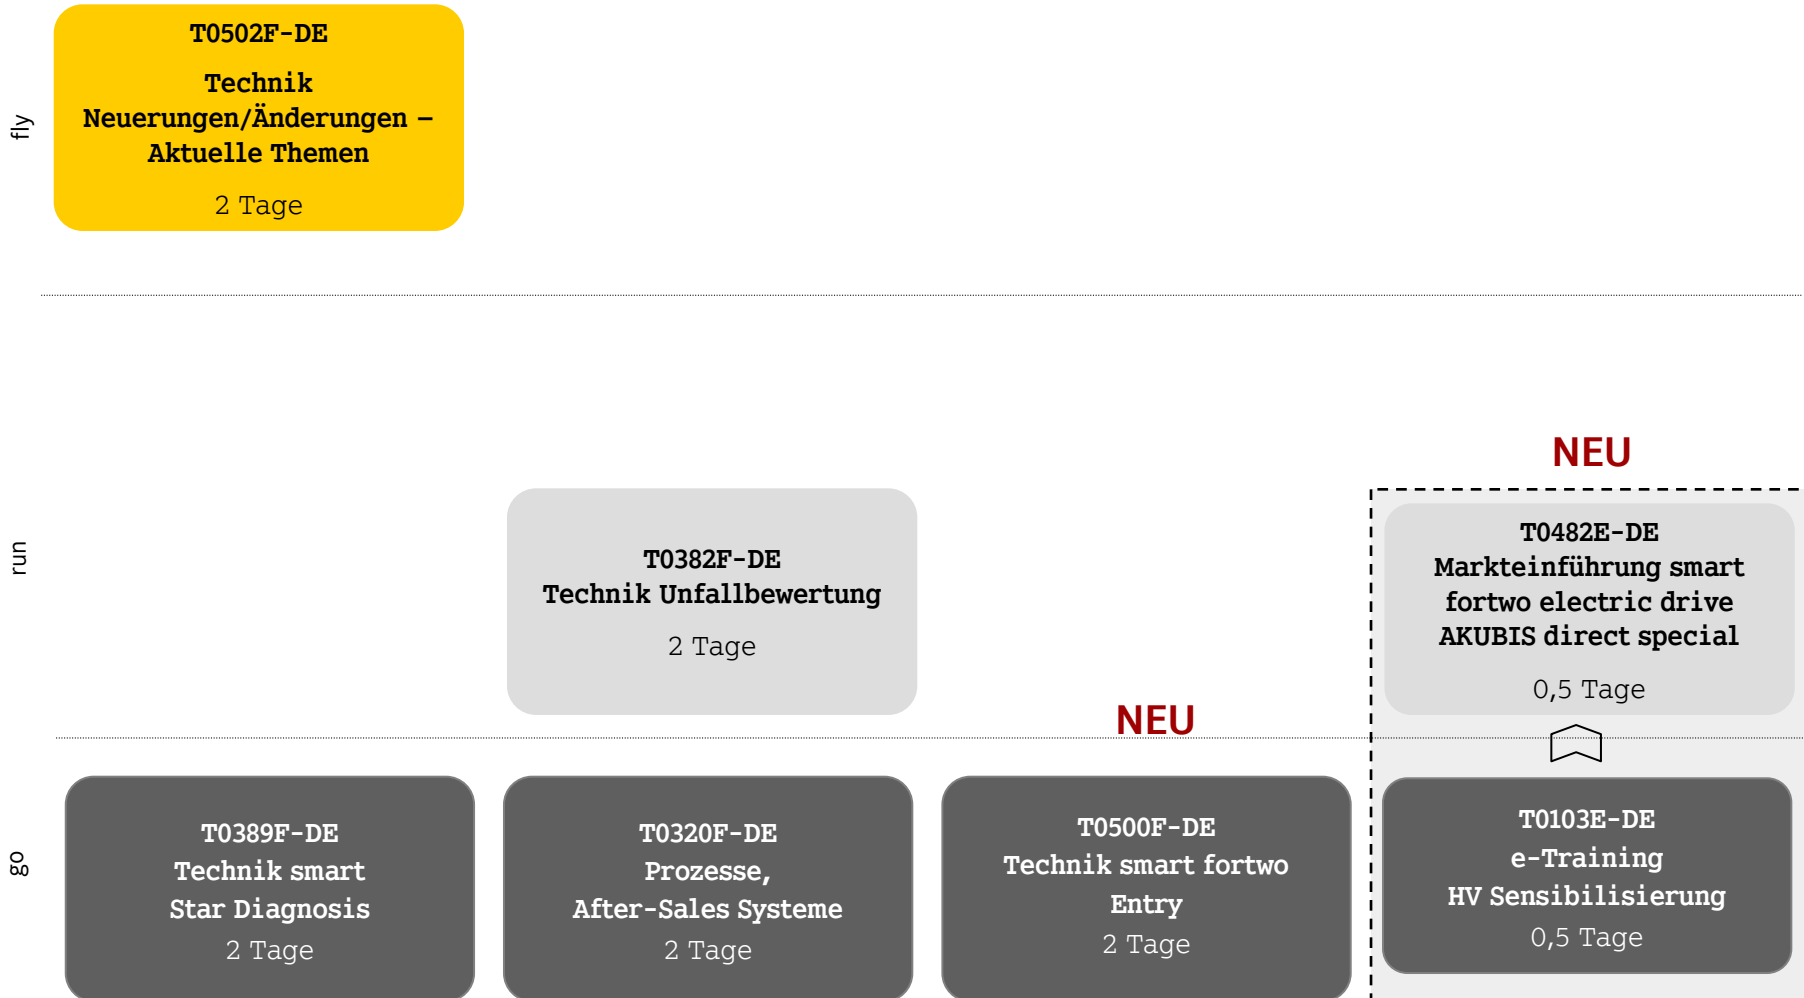 fly
T0502F-DE
Technik
Neuerungen/Änderungen –
Aktuelle Themen
2 Tage
run
T0382F-DE
Technik Unfallbewertung
2 Tage
NEU
T0482E-DE
Markteinführung smart
fortwo electric drive
AKUBIS direct special
0,5 Tage
go
T0389F-DE
Technik smart
Star Diagnosis
2 Tage
T0320F-DE
Prozesse,
After-Sales Systeme
2 Tage
NEU
T0500F-DE
Technik smart fortwo
Entry
2 Tage
T0103E-DE
e-Training
HV Sensibilisierung
0,5 Tage